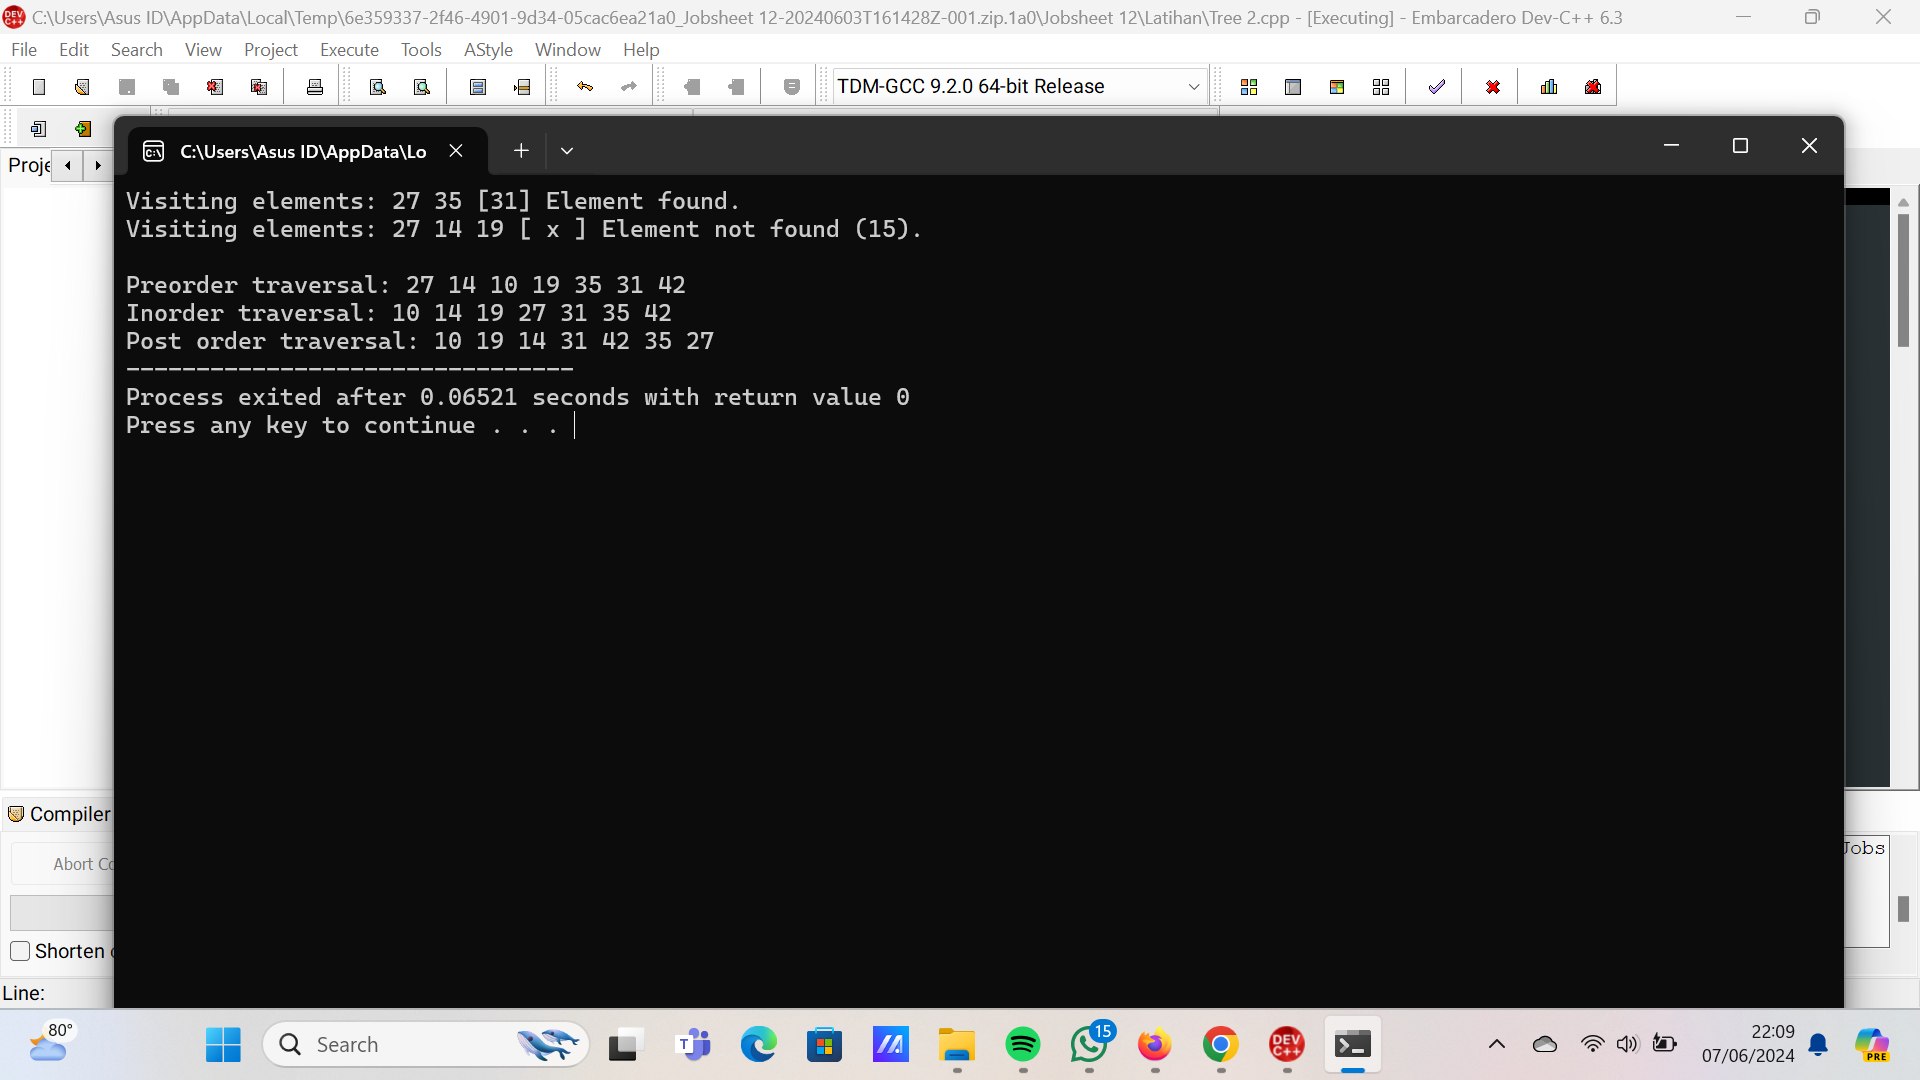 C:\Users\Asus ID\AppData\Local\Temp\6e359337-2f46-4901-9d34-05cac6ea21a0_Jobsheet 12-20240603T161428Z-001.zip.1a0\Jobsheet 12\Latihan\Tree 2.cpp - [Executing] - Embarcadero Dev-C++ 6.3
File Edit Search View Project Execute Tools AStyle Window Help
TDM-GCC 9.2.0 64-bit Release
Proje
C:\Users\Asus ID\AppData\Lo
Visiting elements: 27 35 [31] Element found.
Visiting elements: 27 14 19 [ x ] Element not found (15).
Preorder traversal: 27 14 10 19 35 31 42
Inorder traversal: 10 14 19 27 31 35 42
Post order traversal: 10 19 14 31 42 35 27
--------------------------------
Process exited after 0.06521 seconds with return value 0
Press any key to continue . . .
Compiler
Abort Co
Jobs
Shorten
Line:
80°
Search
15
DEV C++
22:09
07/06/2024
PRE